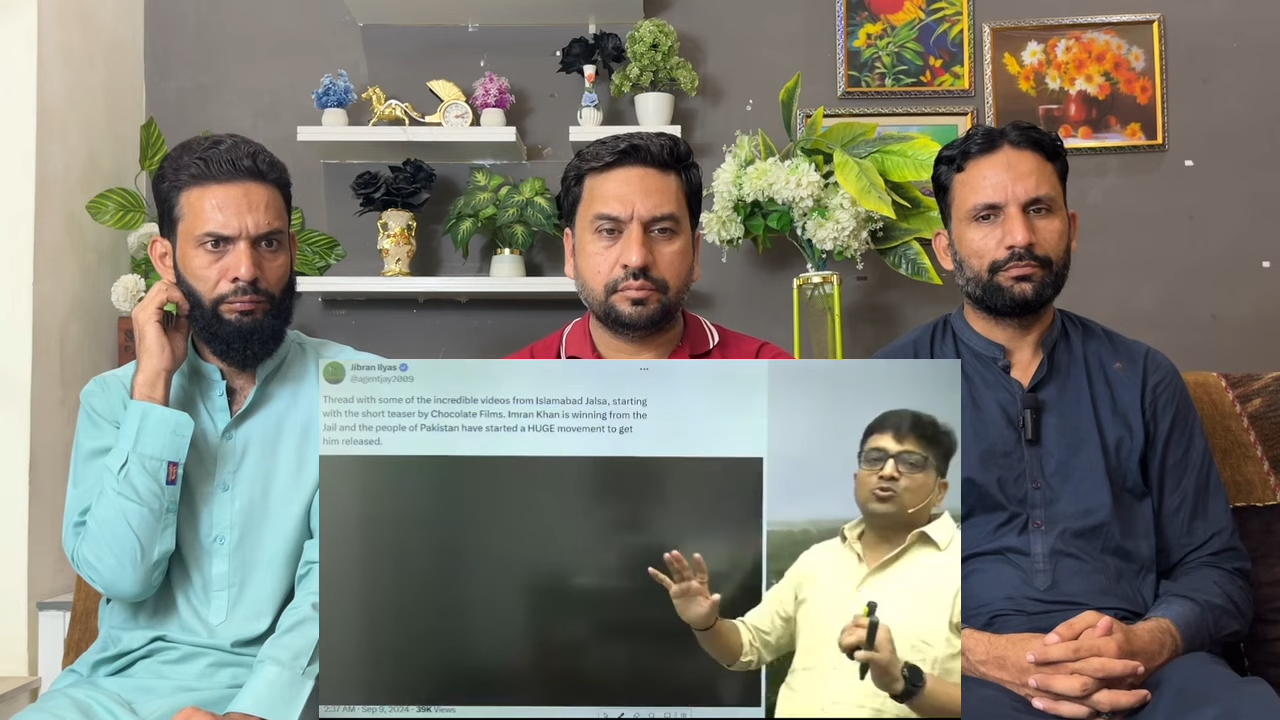 Jibran Ilyas
@agentjay2009
Thread with some of the incredible videos from Islamabad Jalsa, starting
with the short teaser by Chocolate Films. Imran Khan is winning from the
Jail and the people of Pakistan have started a HUGE movement to get
him released.
2:37 AM · Sep 9, 2024 · 39K Views